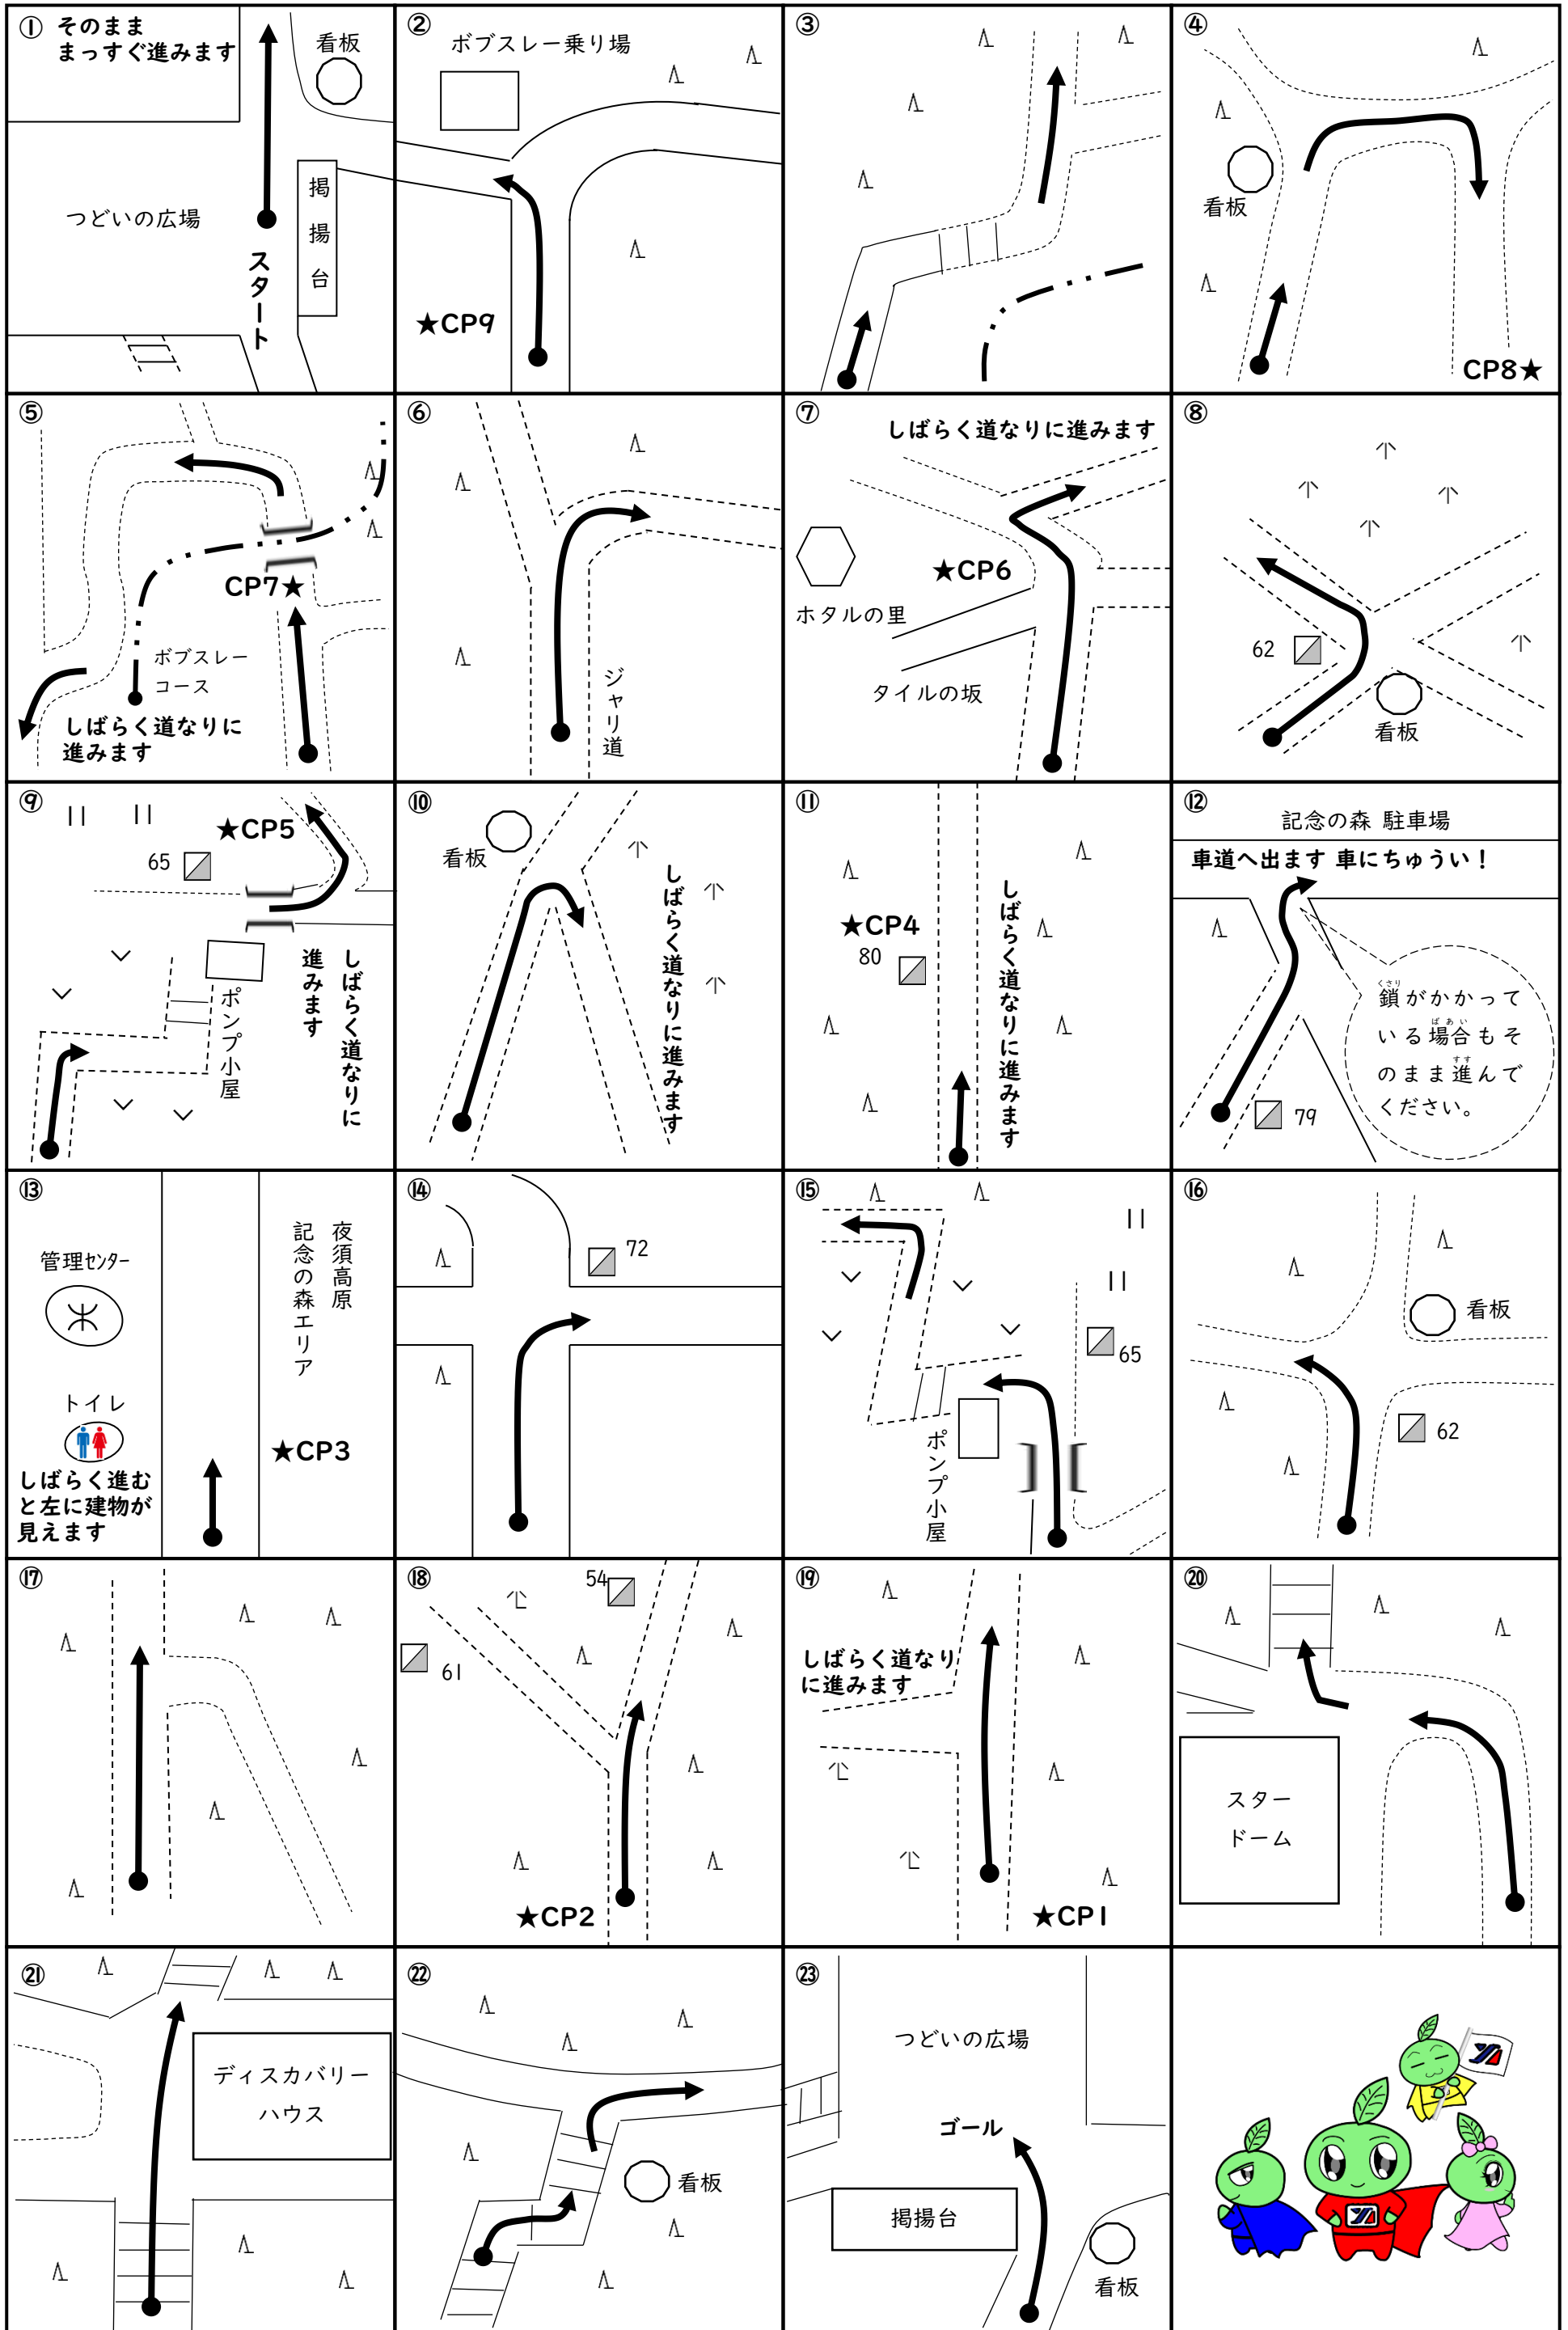 ①
そのまま
まっすぐ進みます
看板
つどいの広場
掲揚台
スタート
②
ボブスレー乗り場
★CP9
③
④
看板
CP8★
⑤
CP7★
ボブスレー
コース
しばらく道なりに
進みます
⑥
ジャリ道
⑦
しばらく道なりに進みます
★CP6
ホタルの里
タイルの坂
⑧
62
看板
⑨
★CP5
65
しばらく道なりに
進みます
ポンプ小屋
⑩
看板
しばらく道なりに進みます
⑪
★CP4
80
しばらく道なりに進みます
⑫
記念の森 駐車場
車道へ出ます 車にちゅうい!
くさり
鎖がかかって
ばあい
いる場合もそ
すす
のまま進んで
ください。
79
⑬
管理センター
夜須高原
記念の森エリア
トイレ
★CP3
しばらく進む
と左に建物が
見えます
⑭
72
⑮
65
ポンプ小屋
⑯
看板
62
⑰
⑱
54
61
★CP2
⑲
しばらく道なり
に進みます
★CP1
⑳
スター
ドーム
㉑
ディスカバリー
ハウス
㉒
看板
㉓
つどいの広場
ゴール
掲揚台
看板